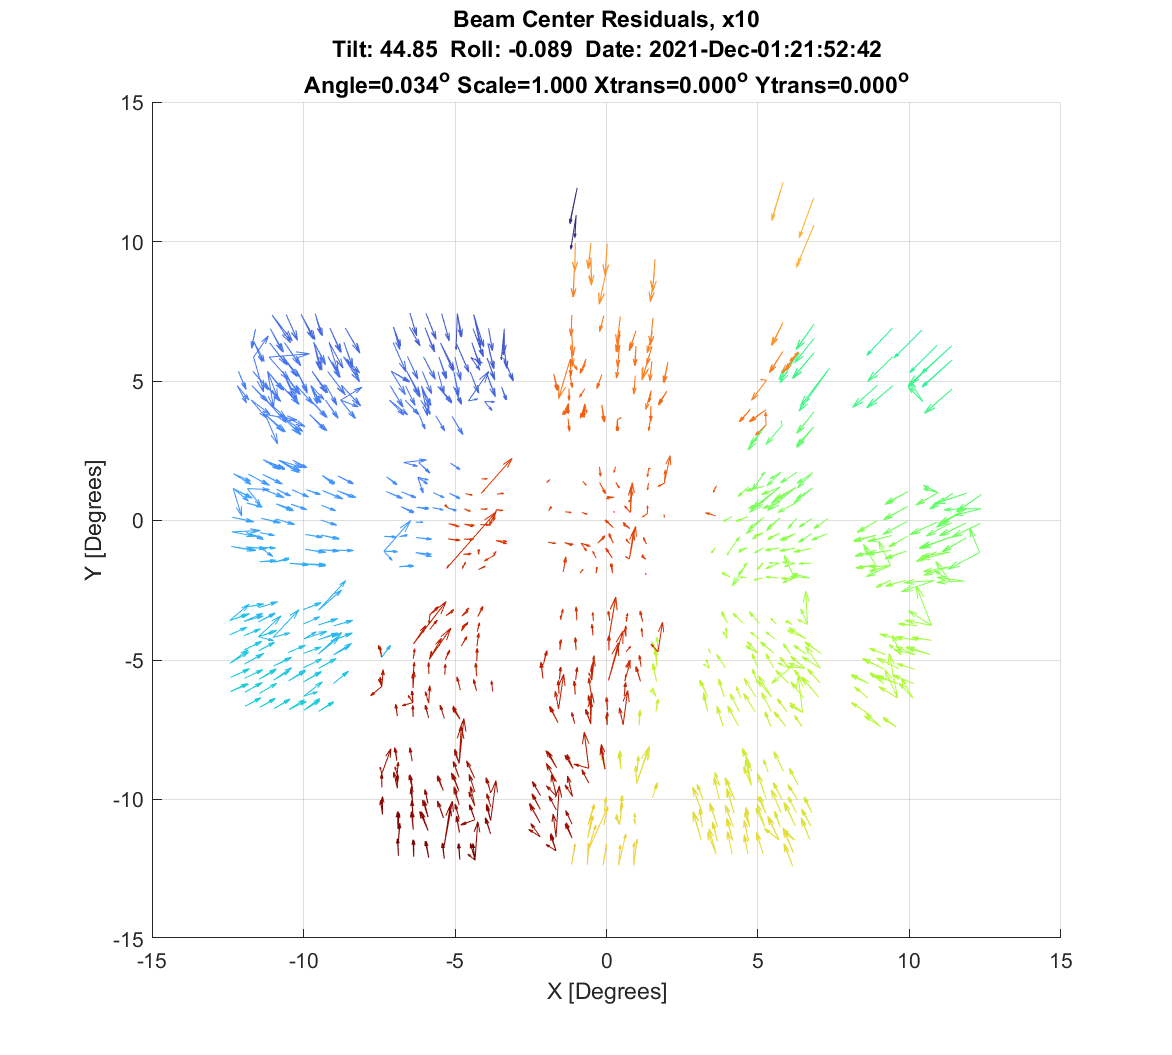 Beam Center Residuals, x10
Tilt: 44.85 Roll: -0.089 Date: 2021-Dec-01:21:52:42
Angle=0.034° Scale=1.000 Xtrans=0.000° Ytrans=0.000°
15
10
5
0
-5
-10
-15
Y [Degrees]
-15 -10 -5 0 5 10 15
X [Degrees]